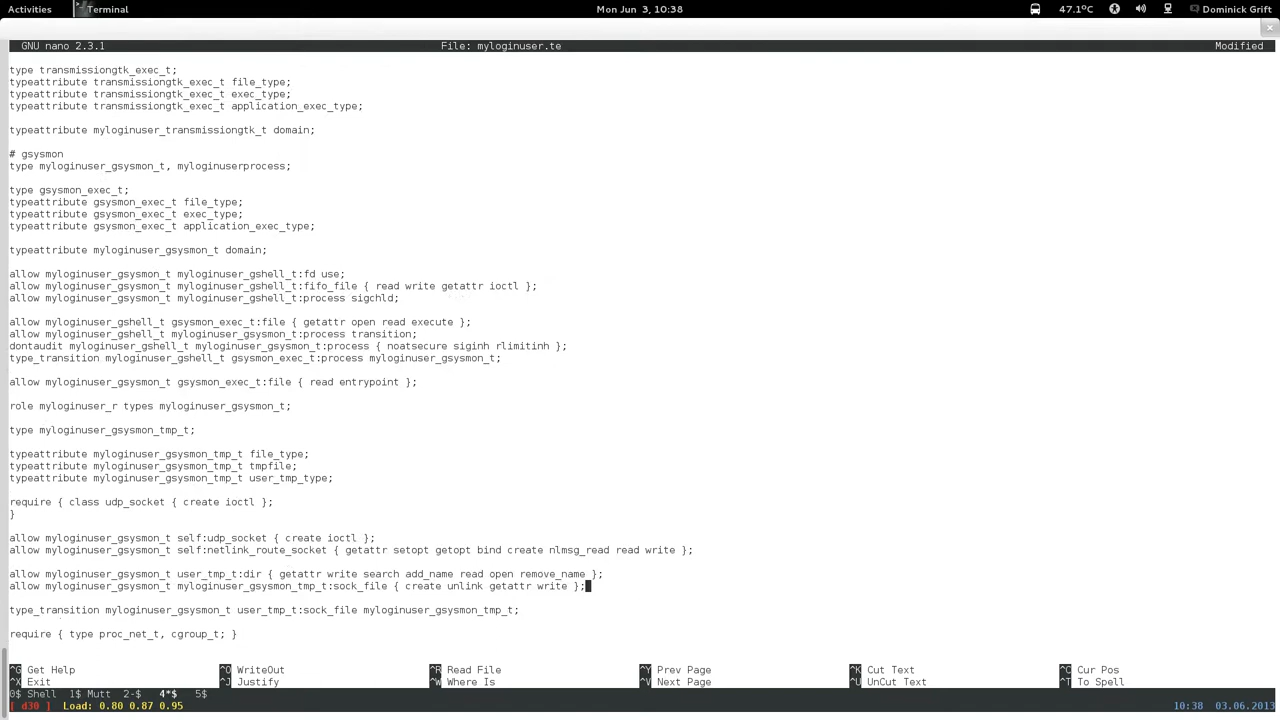 Activities Terminal Mon Jun 3, 10:38 47.1ºC Dominick Grift
GNU nano 2.3.1 File: myloginuser.te Modified
type transmissiongtk_exec_t;
typeattribute transmissiongtk_exec_t file_type;
typeattribute transmissiongtk_exec_t exec_type;
typeattribute transmissiongtk_exec_t application_exec_type;
typeattribute myloginuser_transmissiongtk_t domain;
# gsysmon
type myloginuser_gsysmon_t, myloginuserprocess;
type gsysmon_exec_t;
typeattribute gsysmon_exec_t file_type;
typeattribute gsysmon_exec_t exec_type;
typeattribute gsysmon_exec_t application_exec_type;
typeattribute myloginuser_gsysmon_t domain;
allow myloginuser_gsysmon_t myloginuser_gshell_t:fd use;
allow myloginuser_gsysmon_t myloginuser_gshell_t:fifo_file { read write getattr ioctl };
allow myloginuser_gsysmon_t myloginuser_gshell_t:process sigchld;
allow myloginuser_gshell_t gsysmon_exec_t:file { getattr open read execute };
allow myloginuser_gshell_t myloginuser_gsysmon_t:process transition;
dontaudit myloginuser_gshell_t myloginuser_gsysmon_t:process { noatsecure siginh rlimitinh };
type_transition myloginuser_gshell_t gsysmon_exec_t:process myloginuser_gsysmon_t;
allow myloginuser_gsysmon_t gsysmon_exec_t:file { read entrypoint };
role myloginuser_r types myloginuser_gsysmon_t;
type myloginuser_gsysmon_tmp_t;
typeattribute myloginuser_gsysmon_tmp_t file_type;
typeattribute myloginuser_gsysmon_tmp_t tmpfile;
typeattribute myloginuser_gsysmon_tmp_t user_tmp_type;
require { class udp_socket { create ioctl };
}
allow myloginuser_gsysmon_t self:udp_socket { create ioctl };
allow myloginuser_gsysmon_t self:netlink_route_socket { getattr setopt getopt bind create nlmsg_read read write };
allow myloginuser_gsysmon_t user_tmp_t:dir { getattr write search add_name read open remove_name };
allow myloginuser_gsysmon_t myloginuser_gsysmon_tmp_t:sock_file { create unlink getattr write };
type_transition myloginuser_gsysmon_t user_tmp_t:sock_file myloginuser_gsysmon_tmp_t;
require { type proc_net_t, cgroup_t; }
^G Get Help ^O WriteOut ^R Read File ^Y Prev Page ^K Cut Text ^C Cur Pos
^X Exit ^J Justify ^W Where Is ^V Next Page ^U UnCut Text ^T To Spell
0$ Shell 1$ Mutt 2-$ 4*$ 5$
[ d30 ] Load: 0.80 0.87 0.95 10:38 03.06.2013